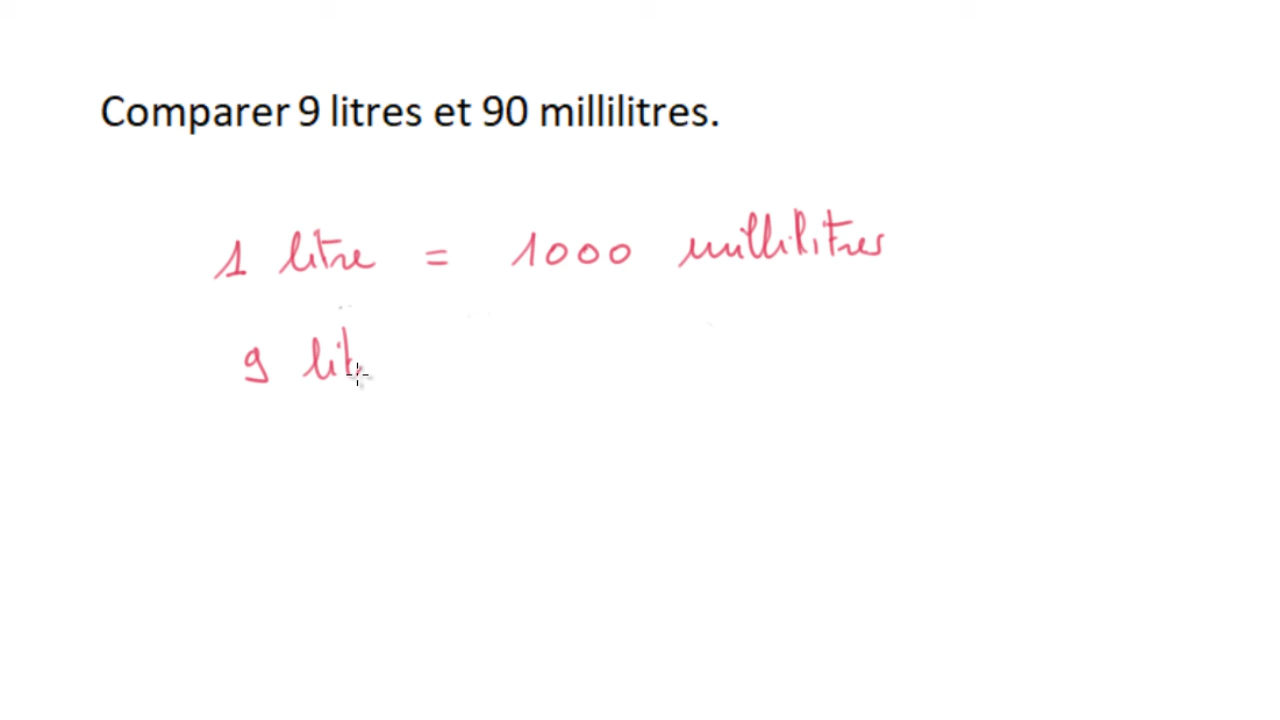 Comparer 9 litres et 90 millilitres.
1 litre = 1000 millilitres
9 lit